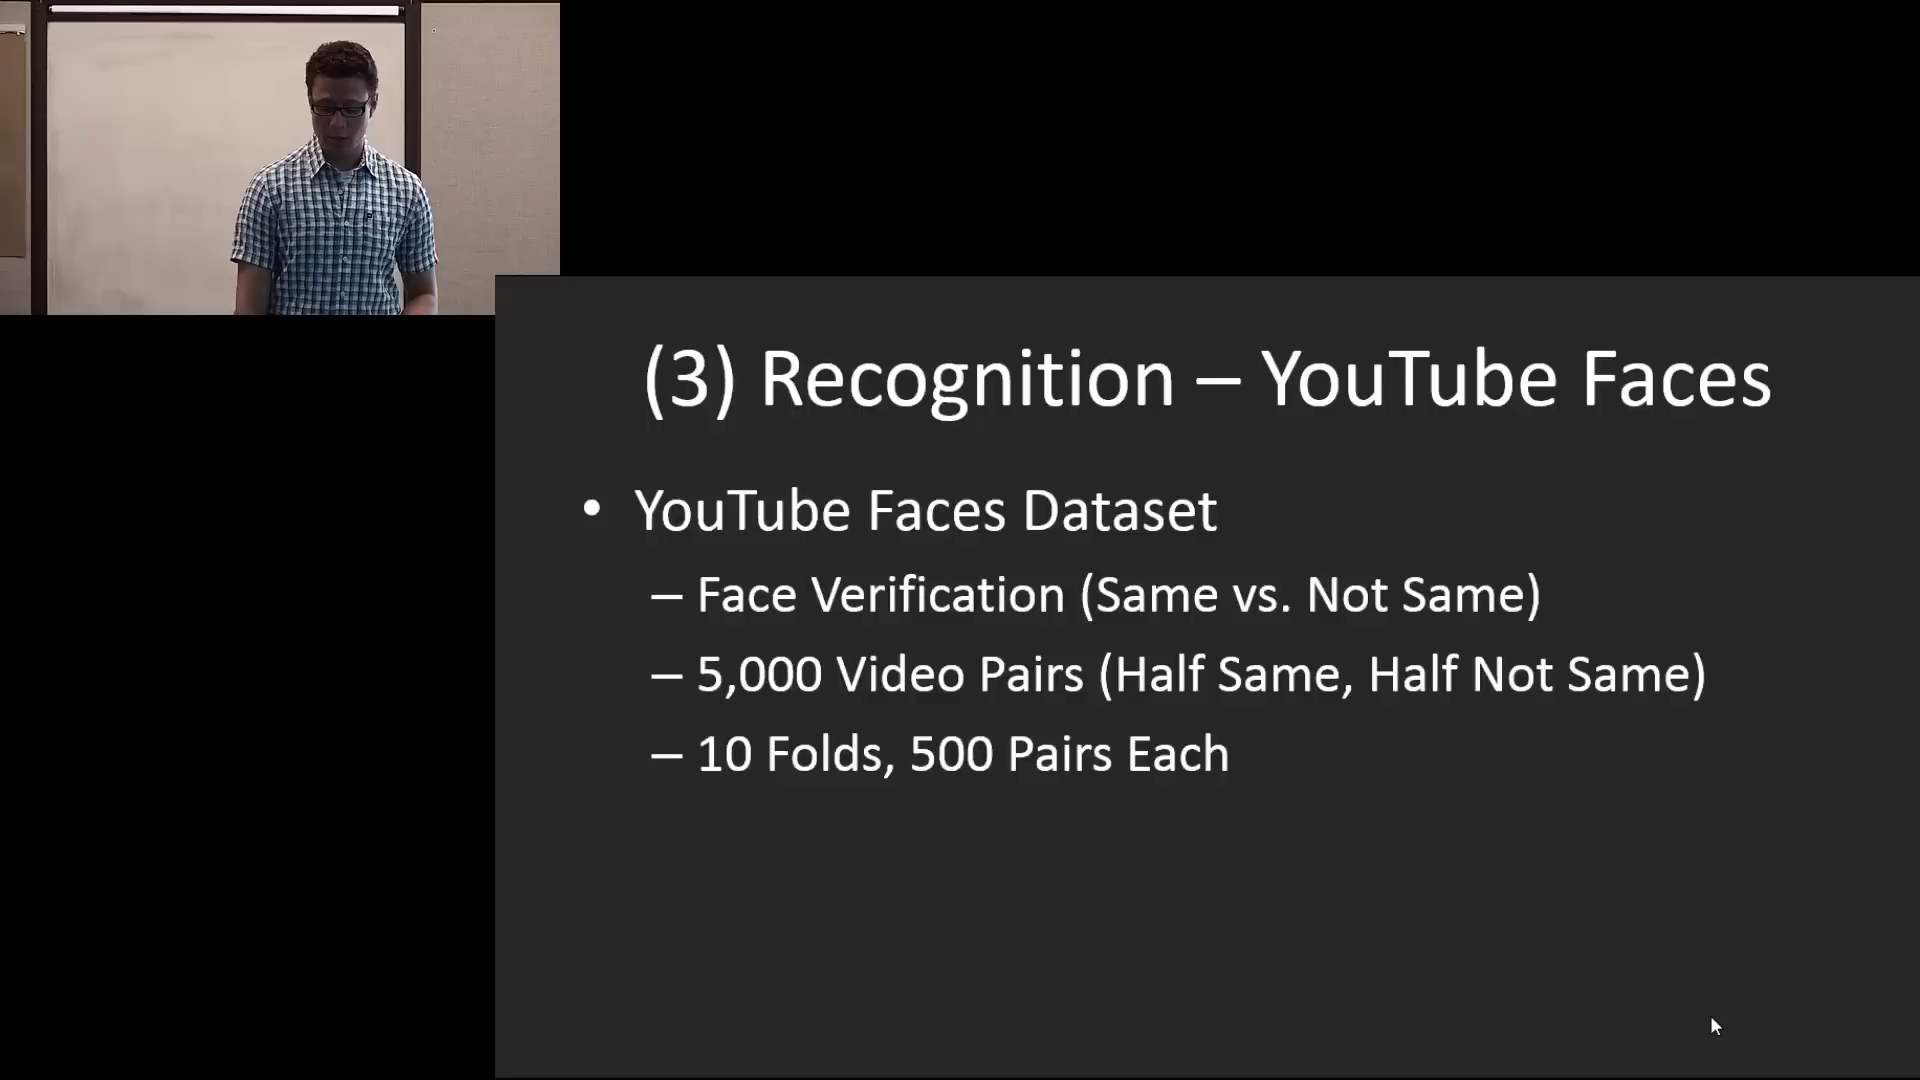 (3) Recognition – YouTube Faces
• YouTube Faces Dataset
– Face Verification (Same vs. Not Same)
– 5,000 Video Pairs (Half Same, Half Not Same)
– 10 Folds, 500 Pairs Each